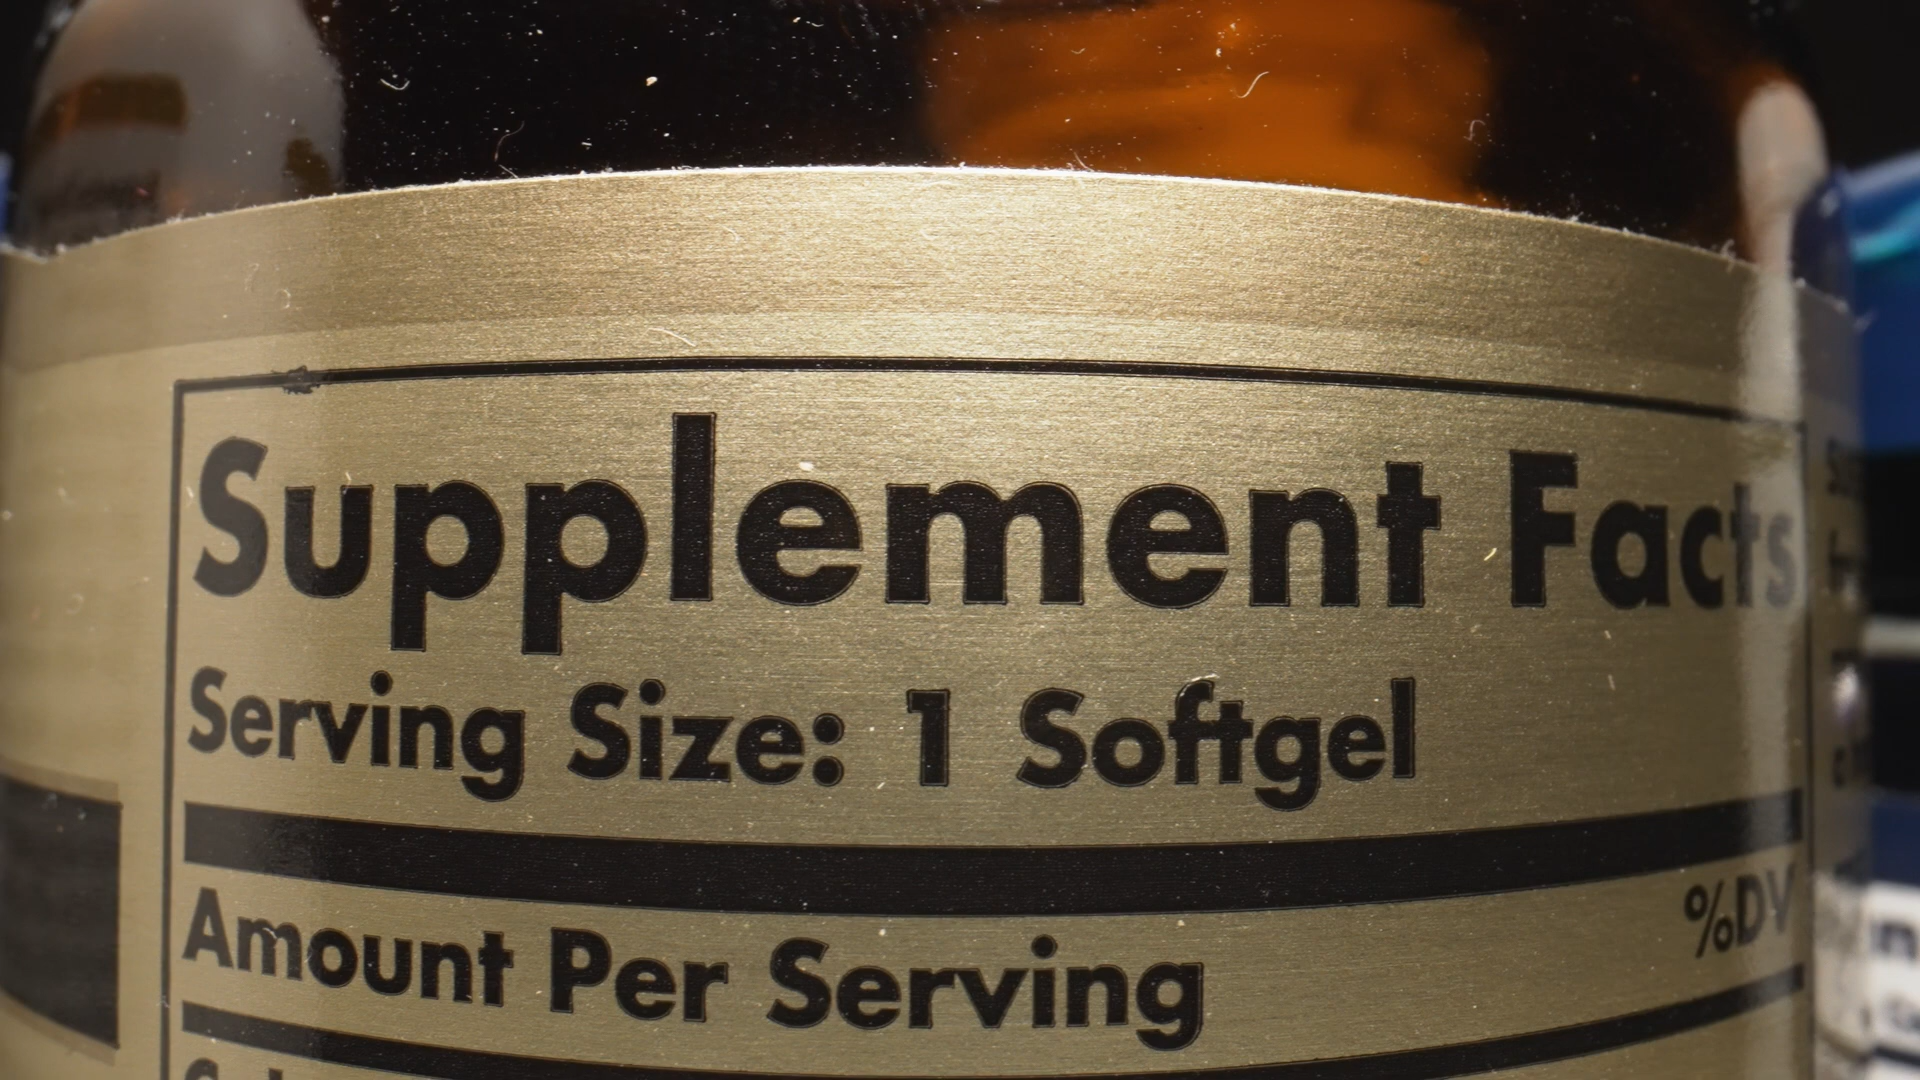 Supplement Facts
Serving Size: 1 Softgel
Amount Per Serving
%DV